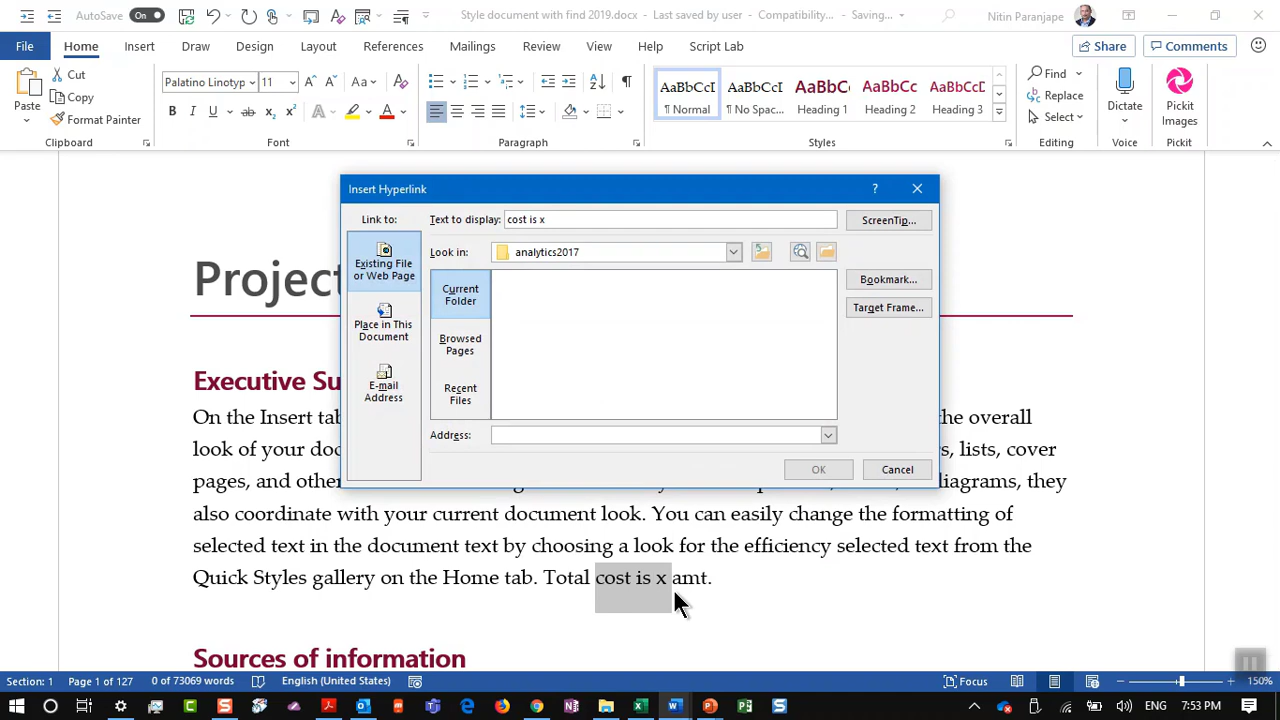 AutoSave On Style document with find 2019.docx - Last saved by user - Compatibility... - Saving... Nitin Paranjape
File Home Insert Draw Design Layout References Mailings Review View Help Script Lab Share Comments
Paste
Cut
Copy
Format Painter
Clipboard
Palatino Linotyp 11
Font
Paragraph
AaBbCcI AaBbCcI AaBbCc AaBbCc AaBbCcD
¶ Normal ¶ No Spac... Heading 1 Heading 2 Heading 3
Styles
Find
Replace
Select
Editing
Dictate
Voice
Pickit
Images
Pickit
Insert Hyperlink
Link to:
Existing File
or Web Page
Place in This
Document
E-mail
Address
Text to display: cost is x ScreenTip...
Look in: analytics2017
Current
Folder
Browsed
Pages
Recent
Files
Bookmark...
Target Frame...
Address:
OK Cancel
Project
Executive Su
On the Insert tab the overall
look of your doc s, lists, cover
pages, and other diagrams, they
also coordinate with your current document look. You can easily change the formatting of
selected text in the document text by choosing a look for the efficiency selected text from the
Quick Styles gallery on the Home tab. Total cost is x amt.
Sources of information
Section: 1 Page 1 of 127 0 of 73069 words English (United States) Focus 150%
ENG 7:53 PM